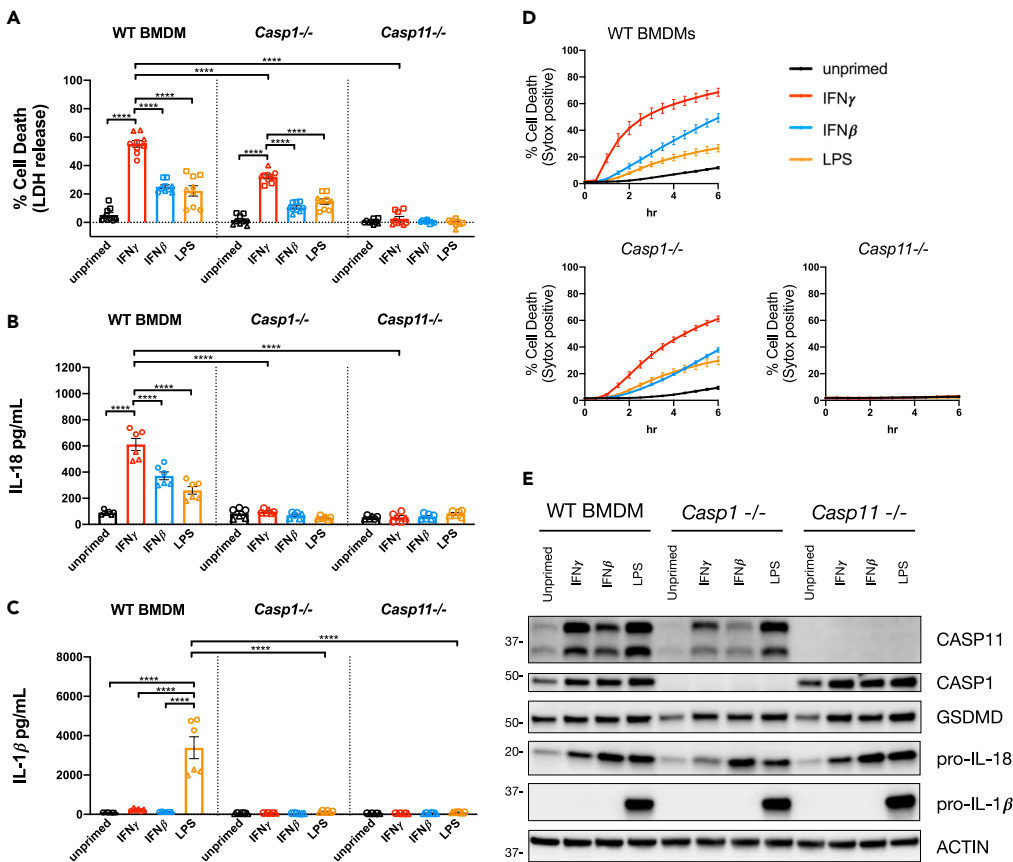 A
WT BMDM
Casp1-/-
Casp11-/-
****
****
****
****
****
****
****
****
% Cell Death
(LDH release)
100
80
60
40
20
0
unprimed
IFNγ
IFNβ
LPS
unprimed
IFNγ
IFNβ
LPS
unprimed
IFNγ
IFNβ
LPS
B
WT BMDM
Casp1-/-
Casp11-/-
****
****
****
****
****
IL-18 pg/mL
1200
1000
800
600
400
200
0
unprimed
IFNγ
IFNβ
LPS
unprimed
IFNγ
IFNβ
LPS
unprimed
IFNγ
IFNβ
LPS
C
WT BMDM
Casp1-/-
Casp11-/-
****
****
****
****
****
IL-1β pg/mL
8000
6000
4000
2000
0
unprimed
IFNγ
IFNβ
LPS
unprimed
IFNγ
IFNβ
LPS
unprimed
IFNγ
IFNβ
LPS
D
WT BMDMs
% Cell Death
(Sytox positive)
100
80
60
40
20
0
0 2 4 6
hr
unprimed
IFNγ
IFNβ
LPS
Casp1-/-
% Cell Death
(Sytox positive)
100
80
60
40
20
0
0 2 4 6
hr
Casp11-/-
% Cell Death
(Sytox positive)
100
80
60
40
20
0
0 2 4 6
hr
E
WT BMDM Casp1 -/- Casp11 -/-
Unprimed IFNγ IFNβ LPS Unprimed IFNγ IFNβ LPS Unprimed IFNγ IFNβ LPS
37- CASP11
50- CASP1
50- GSDMD
20- pro-IL-18
37- pro-IL-1β
37- ACTIN